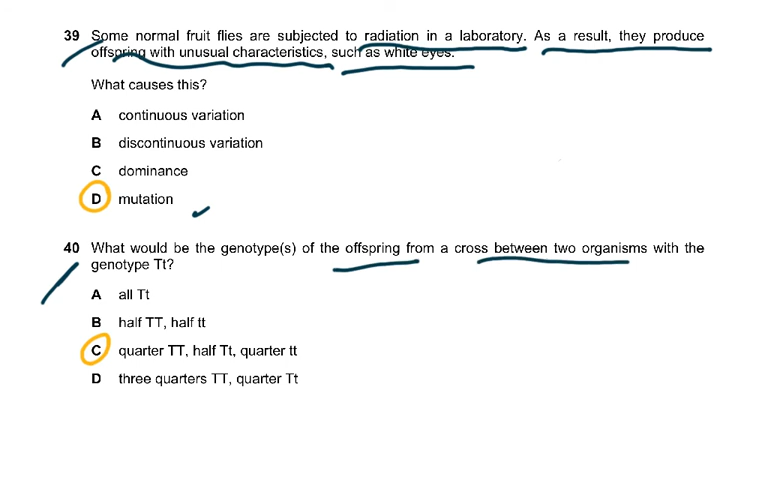 39 Some normal fruit flies are subjected to radiation in a laboratory. As a result, they produce
offspring with unusual characteristics, such as white eyes.
What causes this?
A continuous variation
B discontinuous variation
C dominance
D mutation
40 What would be the genotype(s) of the offspring from a cross between two organisms with the
genotype Tt?
A all Tt
B half TT, half tt
C quarter TT, half Tt, quarter tt
D three quarters TT, quarter Tt